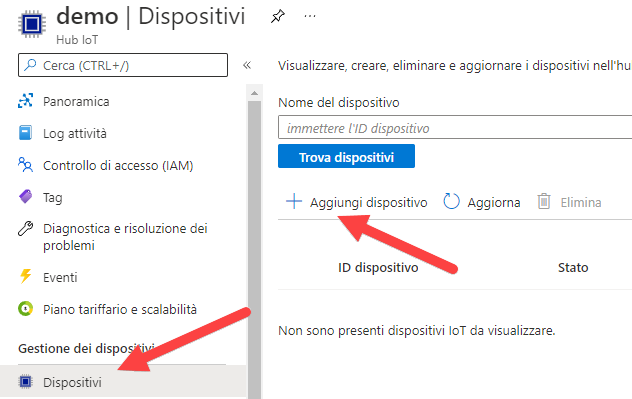 demo | Dispositivi
Hub IoT
Cerca (CTRL+/)
Panoramica
Log attività
Controllo di accesso (IAM)
Tag
Diagnostica e risoluzione dei
problemi
Eventi
Piano tariffario e scalabilità
Gestione dei dispositivi
Dispositivi
Visualizzare, creare, eliminare e aggiornare i dispositivi nell'hu
Nome del dispositivo
immettere l'ID dispositivo
Trova dispositivi
Aggiungi dispositivo
Aggiorna
Elimina
ID dispositivo
Stato
Non sono presenti dispositivi IoT da visualizzare.